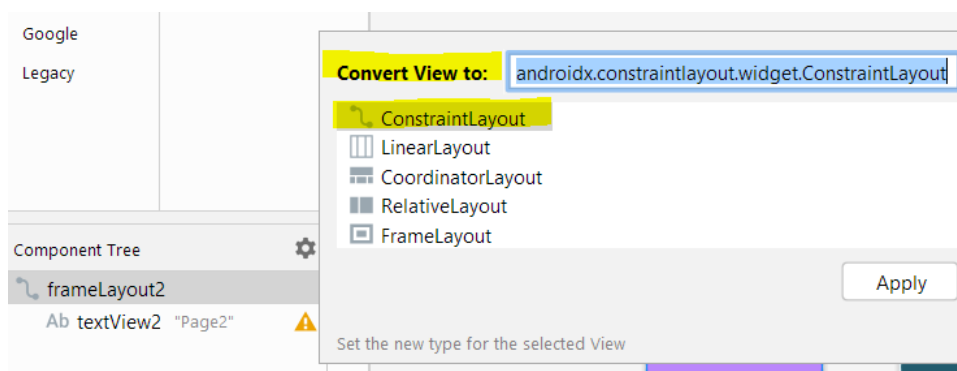 Google
Legacy
Convert View to: androidx.constraintlayout.widget.ConstraintLayout
ConstraintLayout
LinearLayout
CoordinatorLayout
RelativeLayout
FrameLayout
Apply
Set the new type for the selected View
Component Tree
frameLayout2
Ab textView2 "Page2"